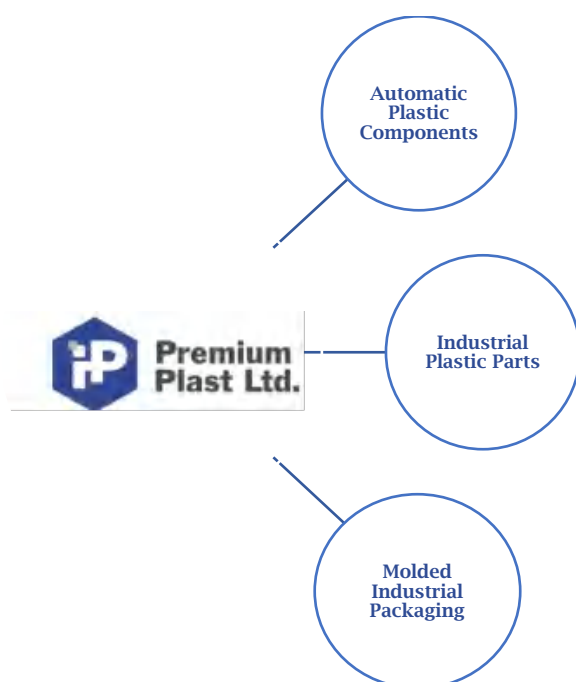 Automatic
Plastic
Components
iP Premium
Plast Ltd.
Industrial
Plastic Parts
Molded
Industrial
Packaging